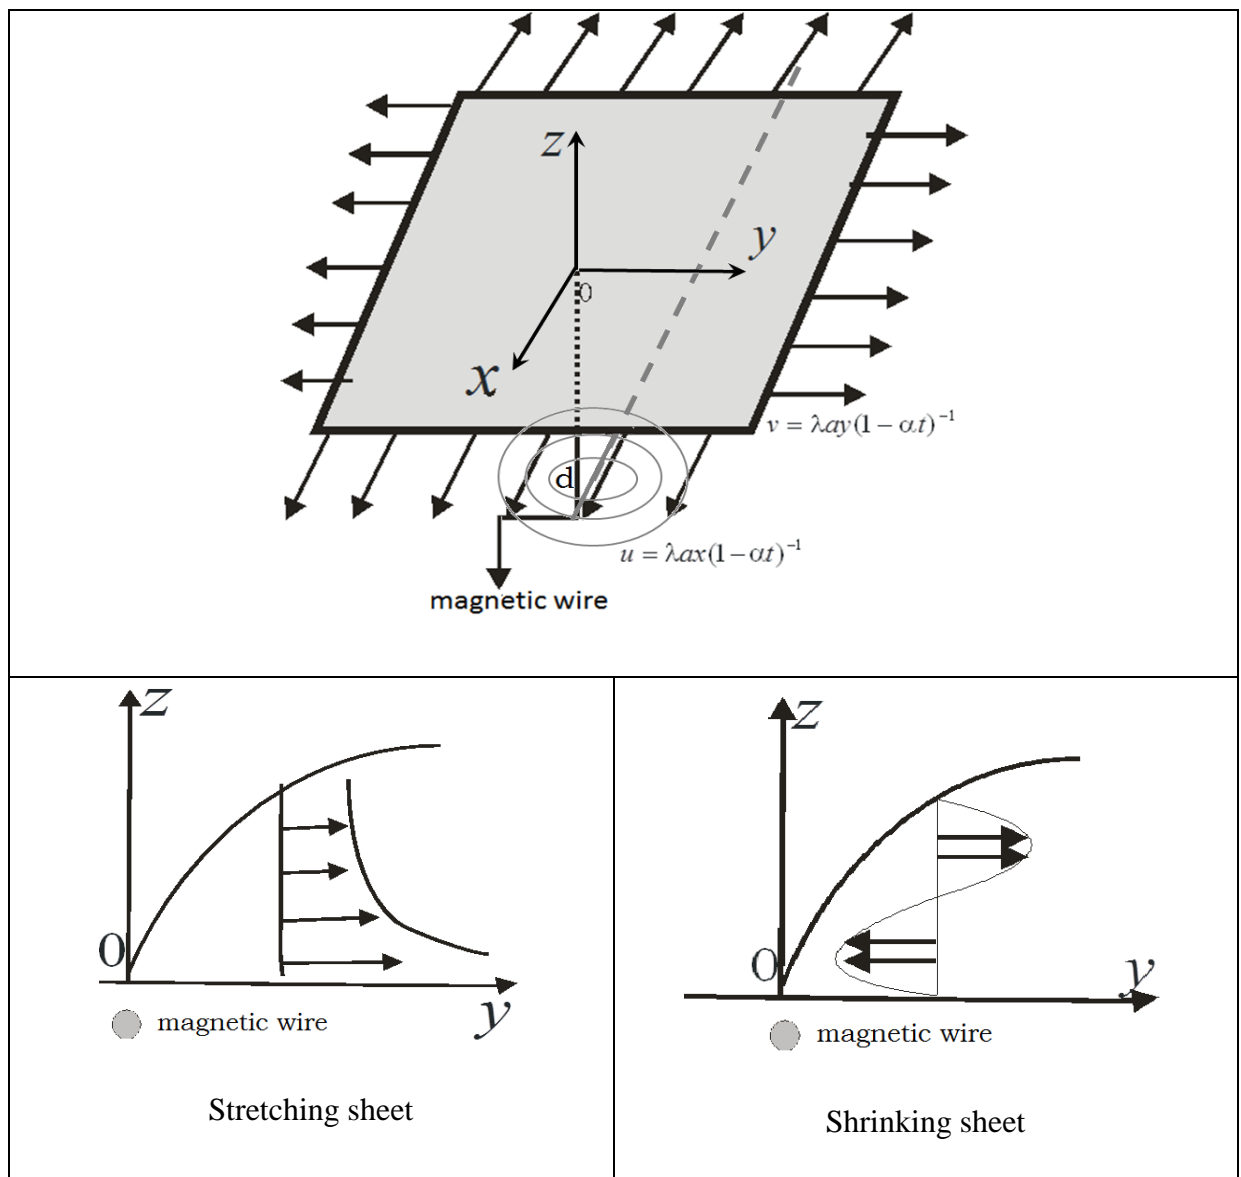 z
y
0
x
v = λay(1 − αt)⁻¹
d
u = λax(1 − αt)⁻¹
magnetic wire
z
0
y
magnetic wire
Stretching sheet
z
0
y
magnetic wire
Shrinking sheet